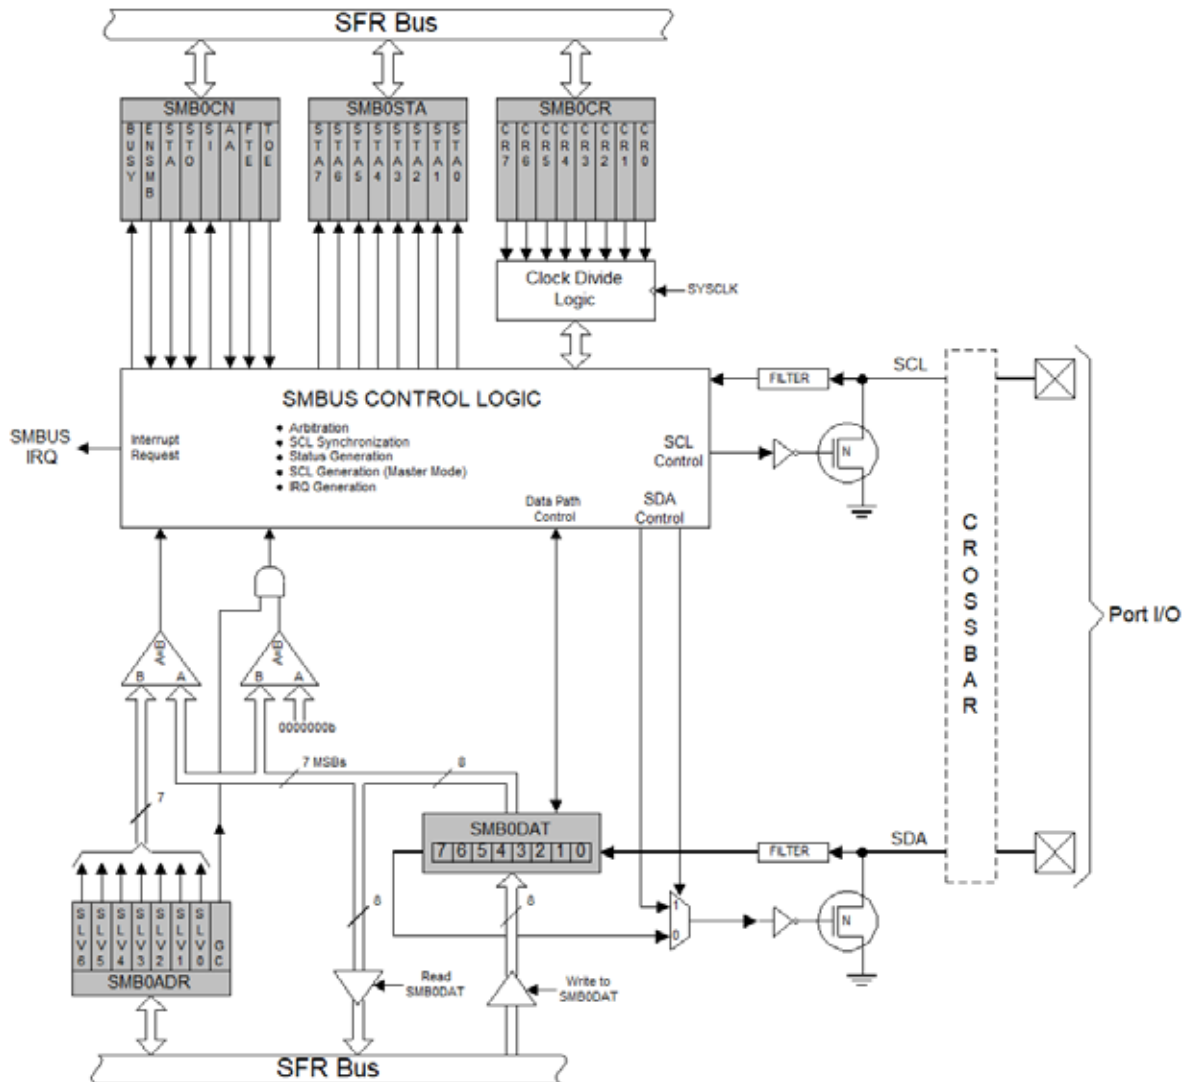 SFR Bus
SMB0CN
SMB0STA
SMB0CR
BUSY
ENSMB
STA
STO
SI
AA
FTE
TOE
STA7
STA6
STA5
STA4
STA3
STA2
STA1
STA0
CR7
CR6
CR5
CR4
CR3
CR2
CR1
CR0
Clock Divide
Logic
SYSCLK
SMBUS CONTROL LOGIC
Arbitration
SCL Synchronization
Status Generation
SCL Generation (Master Mode)
IRQ Generation
SMBUS
IRQ
Interrupt
Request
SCL
Control
Data Path
Control
SDA
Control
FILTER
SCL
N
CROSSBAR
Port I/O
A=B
B
A
A=B
B
A
0000000b
7 MSBs
8
7
SMB0DAT
7 6 5 4 3 2 1 0
FILTER
SDA
1
0
N
8
8
SLV6
SLV5
SLV4
SLV3
SLV2
SLV1
SLV0
GC
SMB0ADR
Read
SMB0DAT
Write to
SMB0DAT
SFR Bus